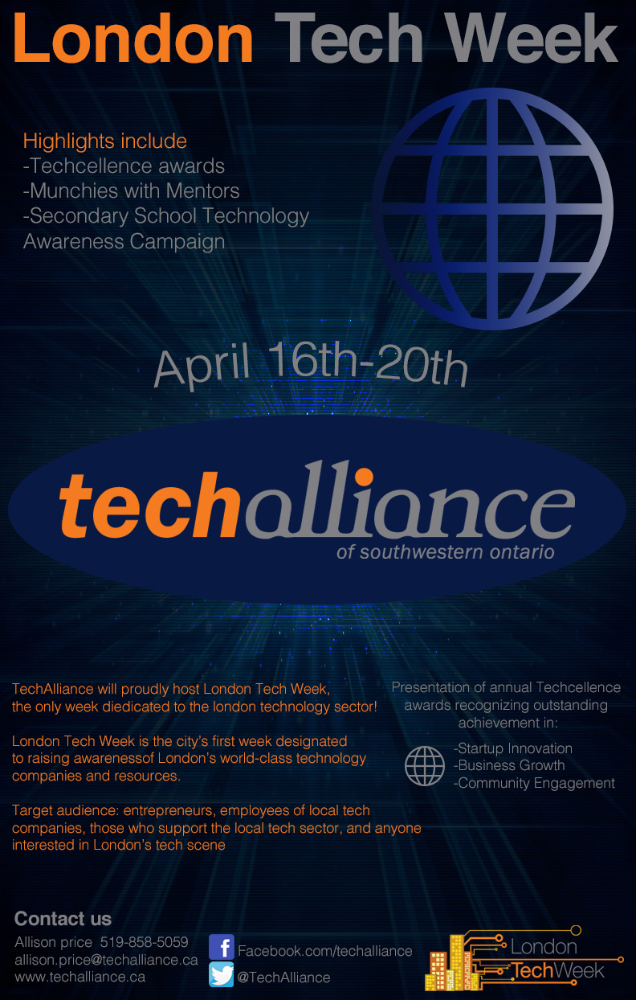 London Tech Week
Highlights include
-Techcellence awards
-Munchies with Mentors
-Secondary School Technology
Awareness Campaign
April 16th-20th
techalliance
of southwestern ontario
TechAlliance will proudly host London Tech Week,
the only week diedicated to the london technology sector!
London Tech Week is the city's first week designated
to raising awarenessof London's world-class technology
companies and resources.
Target audience: entrepreneurs, employees of local tech
companies, those who support the local tech sector, and anyone
interested in London's tech scene
Presentation of annual Techcellence
awards recognizing outstanding
achievement in:
-Startup Innovation
-Business Growth
-Community Engagement
Contact us
Allison price 519-858-5059
allison.price@techalliance.ca
www.techalliance.ca
f
Facebook.com/techalliance
@TechAlliance
London
TechWeek